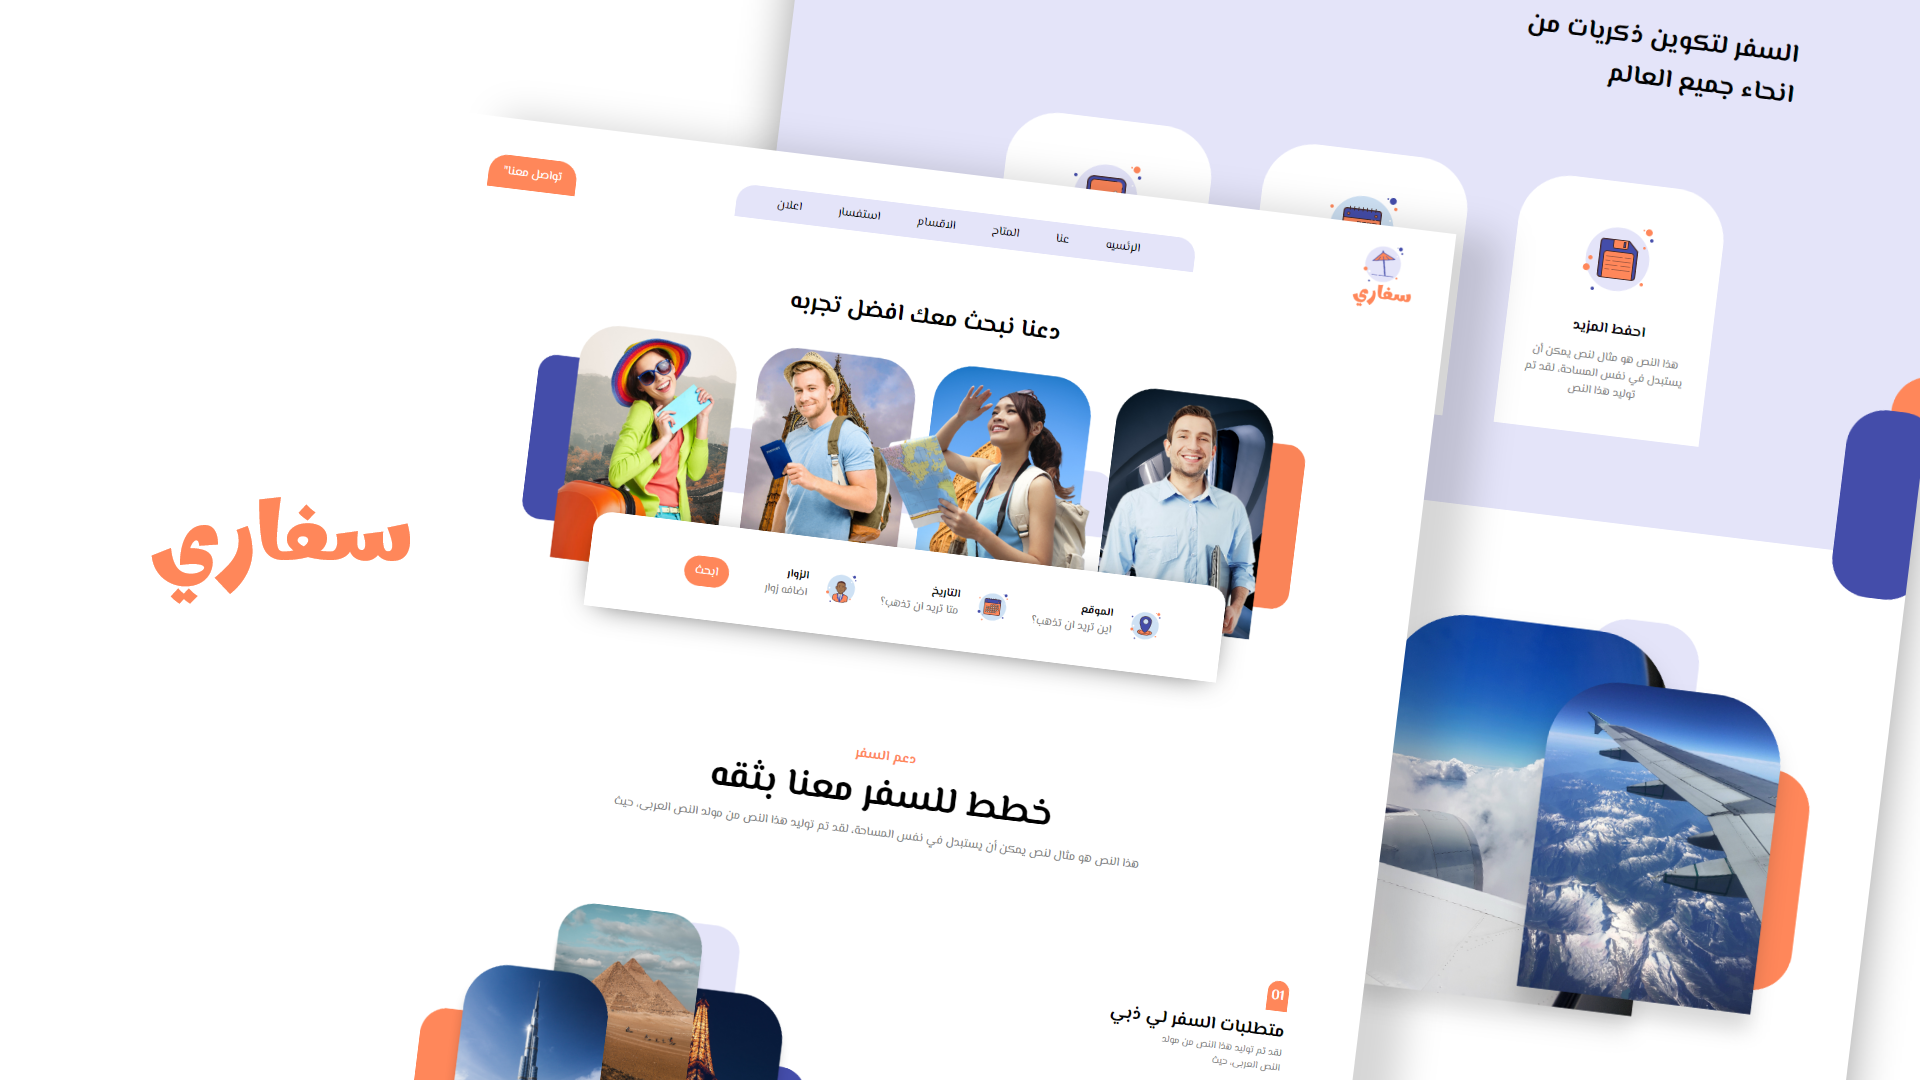 السفر لتكوين ذكريات من
انحاء جميع العالم
احفط المزيد
هذا النص هو مثال لنص يمكن أن
يستبدل في نفس المساحة، لقد تم
توليد هذا النص
سفاري
تواصل معنا"
الرئسيه عنا المتاح الاقسام استفسار اعلان
سفاري
دعنا نبحث معك افضل تجربه
الموقع
اين تريد ان تذهب؟
التاريخ
متا تريد ان تذهب؟
الزوار
اضافه زوار
ابحث
دعم السفر
خطط للسفر معنا بثقه
هذا النص هو مثال لنص يمكن أن يستبدل في نفس المساحة، لقد تم توليد هذا النص من مولد النص العربى، حيث
01
متطلبات السفر لي ذبي
لقد تم توليد هذا النص من مولد
النص العربى، حيث